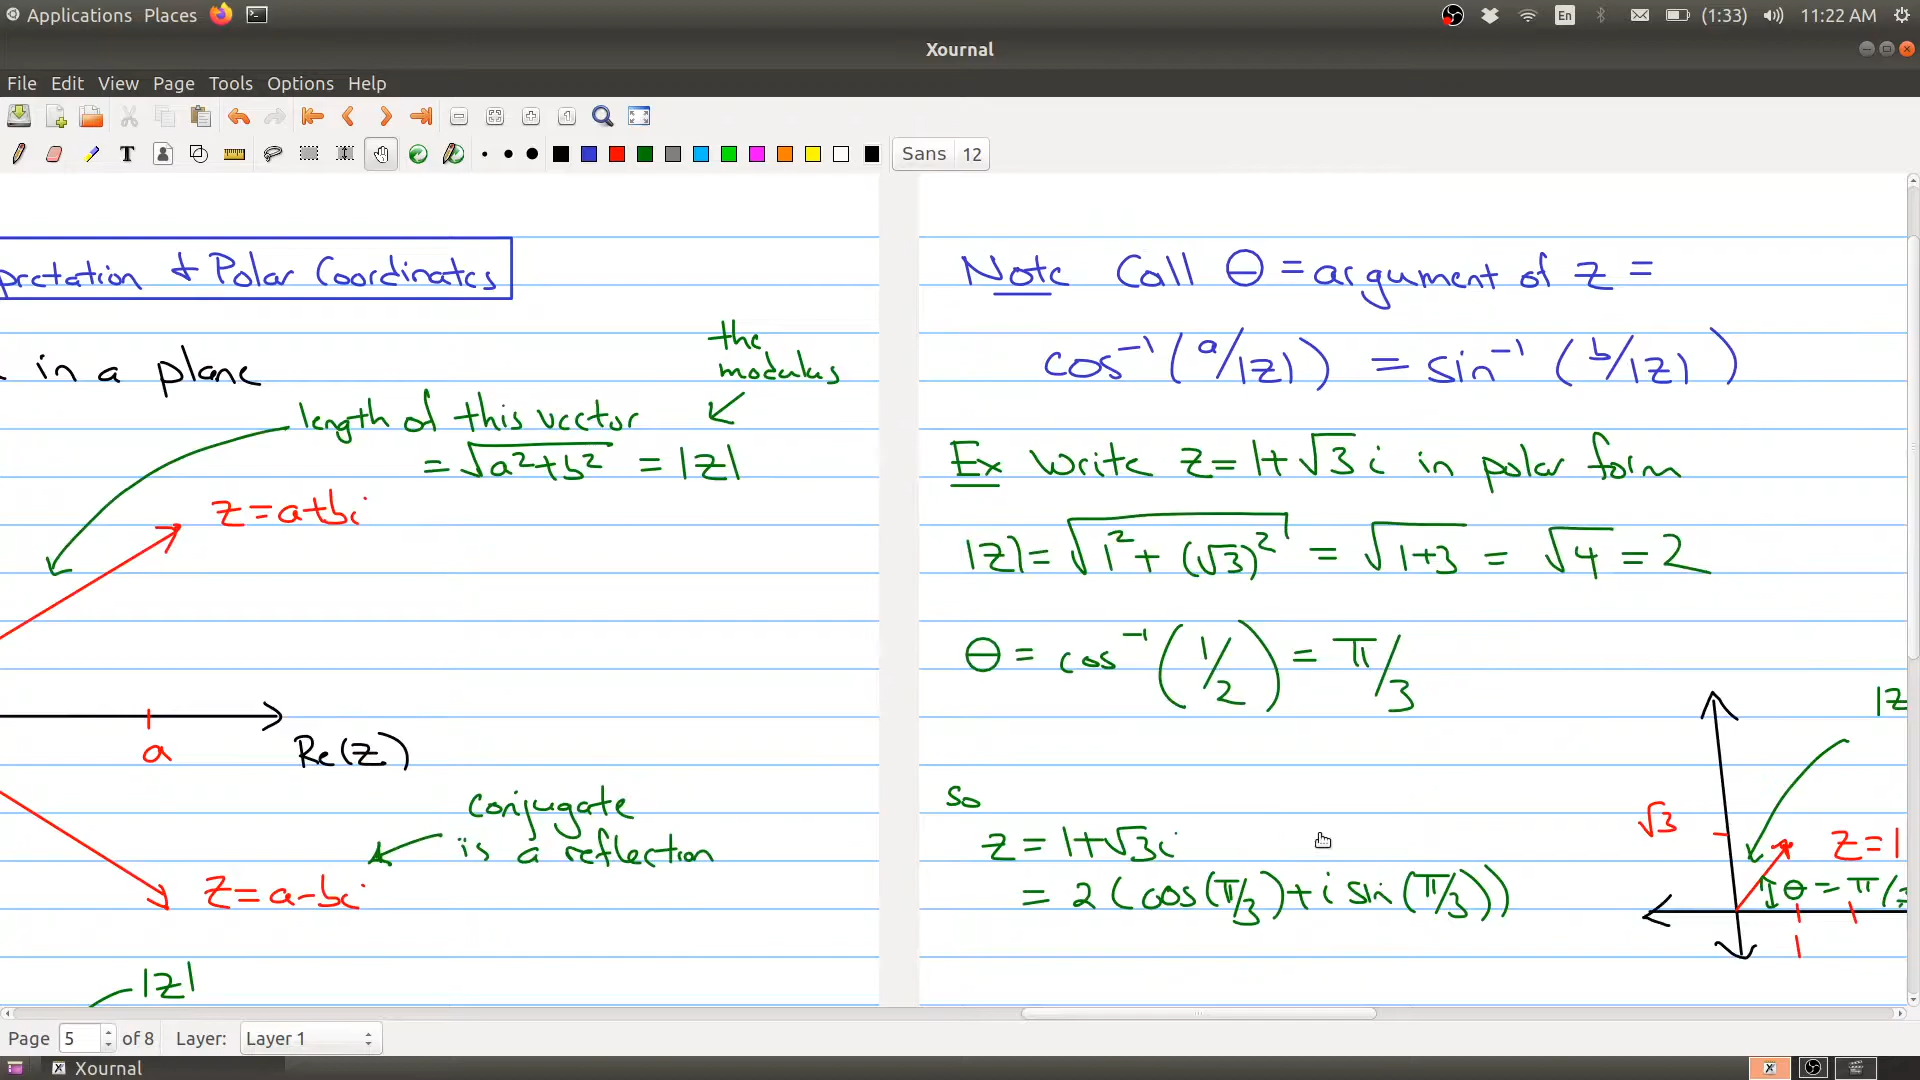 Applications Places En (1:33) 11:22 AM
Xournal
File Edit View Page Tools Options Help
Sans 12
pretation & Polar Coordinates
in a plane
the
modulus
length of this vector
= √a²+b² = |z|
z=a+bi
a
Re(z)
conjugate
is a reflection
z=a-bi
|z|
Note Call θ = argument of z =
cos⁻¹(a/|z|) = sin⁻¹(b/|z|)
Ex Write z=1+√3i in polar form
|z|= √1²+(√3)² = √1+3 = √4 = 2
θ = cos⁻¹(1/2) = π/3
so
z = 1+√3i
= 2(cos(π/3)+i sin(π/3))
|z
√3
z=1
θ = π/3
1
Page 5 of 8 Layer: Layer 1
Xournal